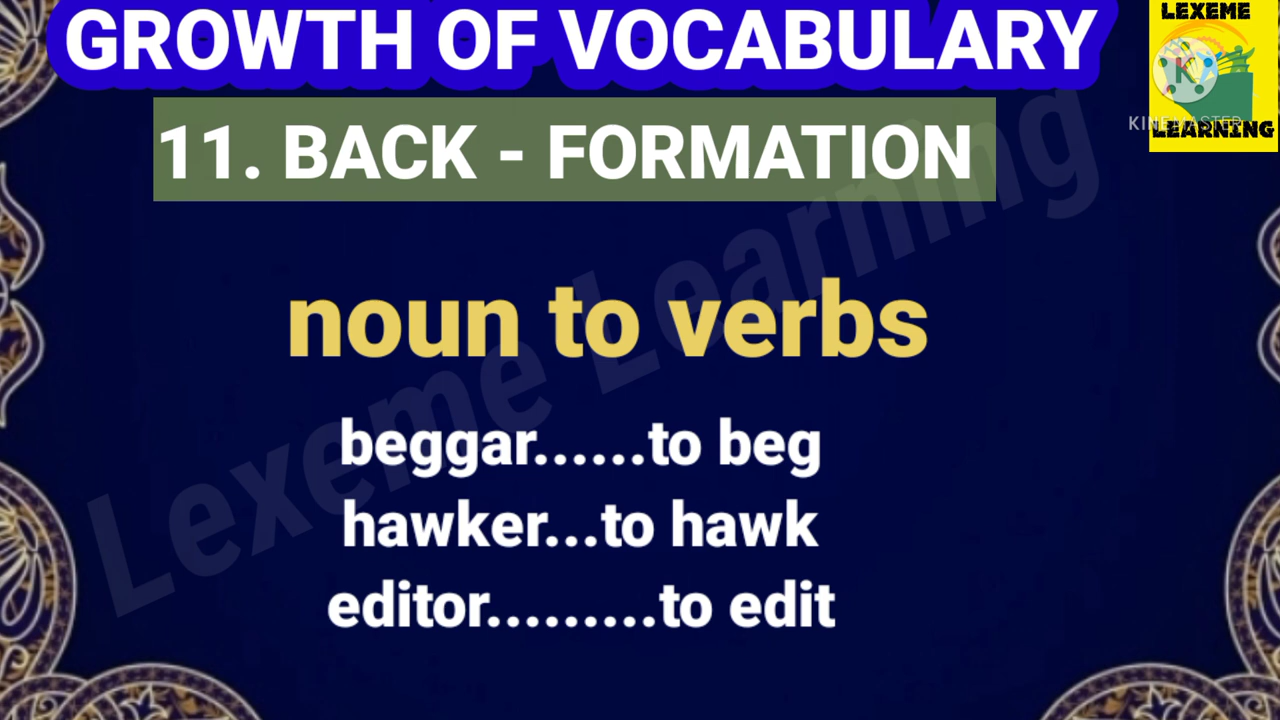 GROWTH OF VOCABULARY
LEXEME
K
KINEMASTER
LEARNING
11. BACK - FORMATION
noun to verbs
beggar......to beg
hawker...to hawk
editor.........to edit
Lexeme Learning